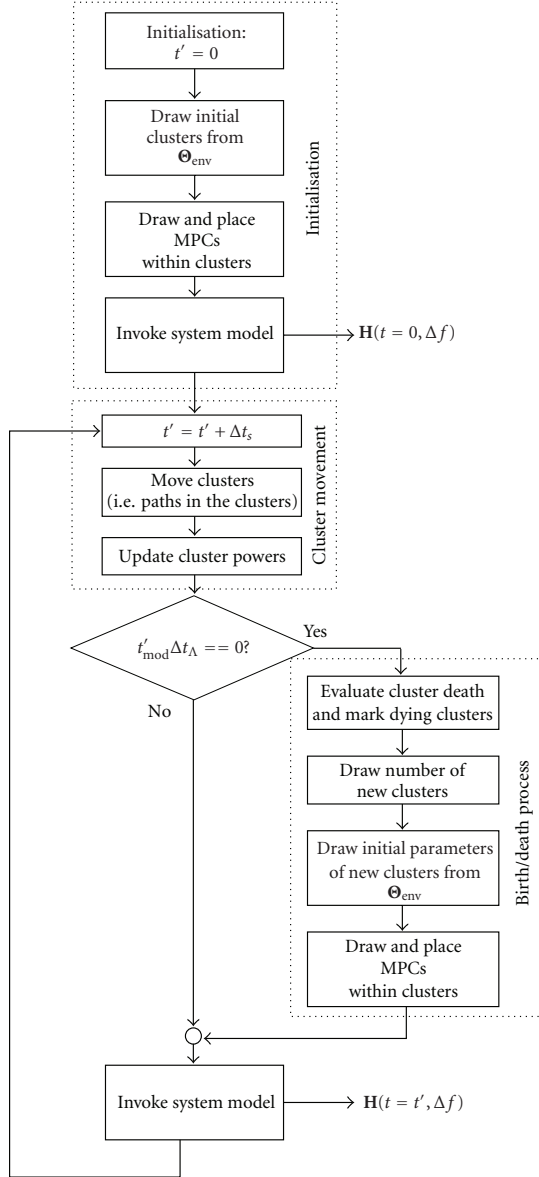 Initialisation:
t′ = 0
Draw initial
clusters from
Θenv
Draw and place
MPCs
within clusters
Invoke system model
Initialisation
H(t = 0, Δf)
t′ = t′ + Δts
Move clusters
(i.e. paths in the clusters)
Update cluster powers
Cluster movement
t′mod ΔtΛ == 0?
Yes
No
Evaluate cluster death
and mark dying clusters
Draw number of
new clusters
Draw initial parameters
of new clusters from
Θenv
Draw and place
MPCs
within clusters
Birth/death process
Invoke system model
H(t = t′, Δf)